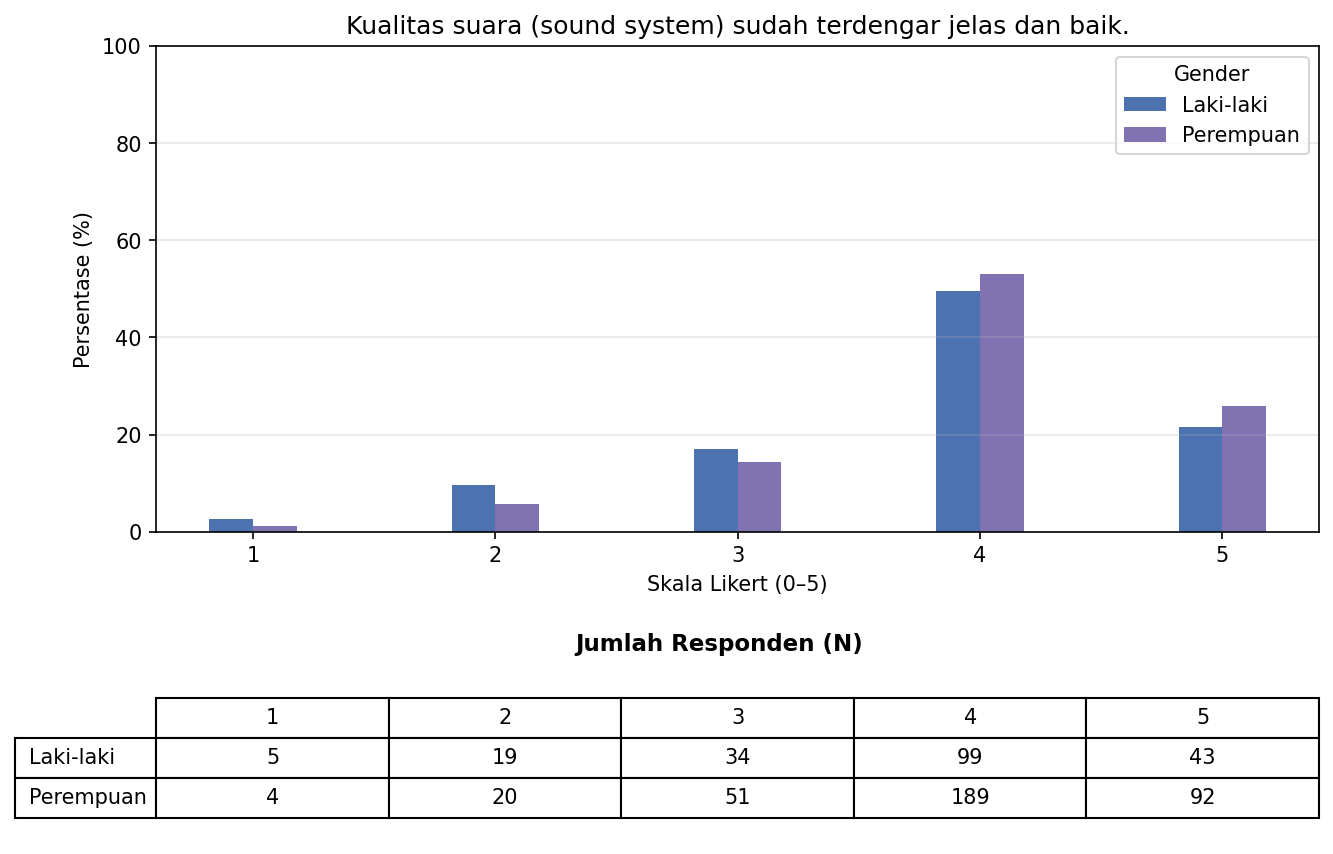 Kualitas suara (sound system) sudah terdengar jelas dan baik.
100
80
60
40
20
0
Persentase (%)
Gender
Laki-laki
Perempuan
1 2 3 4 5
Skala Likert (0–5)
Jumlah Responden (N)
1 2 3 4 5
Laki-laki 5 19 34 99 43
Perempuan 4 20 51 189 92